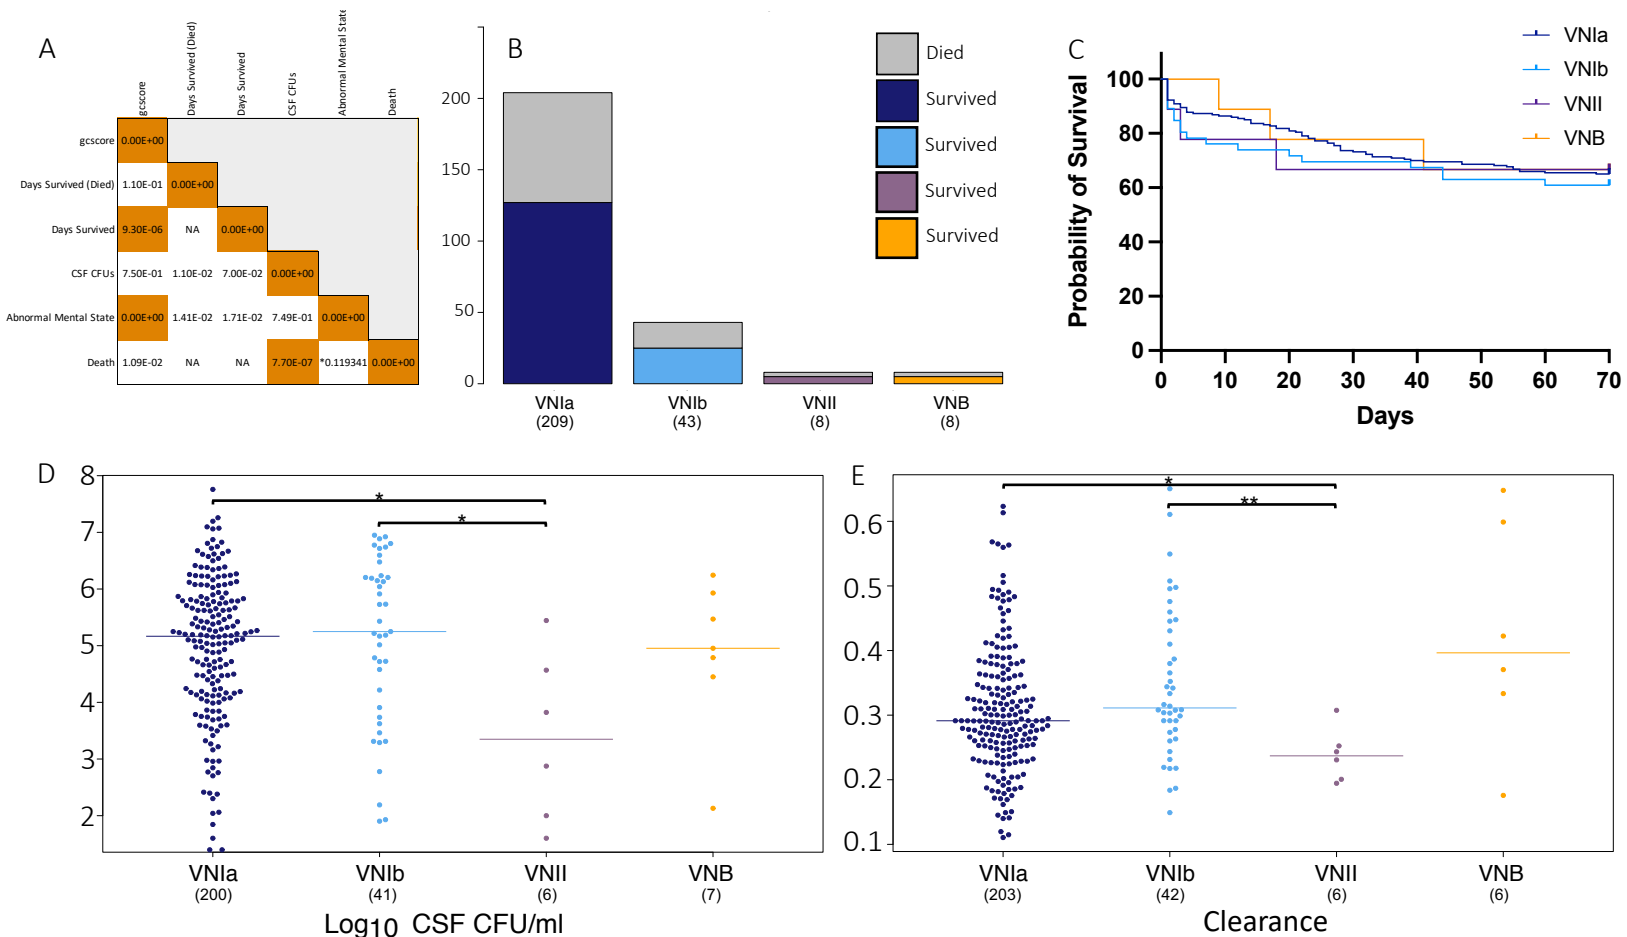 A
gcscore
Days Survived (Died)
Days Survived
CSF CFUs
Abnormal Mental State
Death
gcscore 0.00E+00
Days Survived (Died) 1.10E-01 0.00E+00
Days Survived 9.30E-06 NA 0.00E+00
CSF CFUs 7.50E-01 1.10E-02 7.00E-02 0.00E+00
Abnormal Mental State 0.00E+00 1.41E-02 1.71E-02 7.49E-01 0.00E+00
Death 1.09E-02 NA NA 7.70E-07 *0.119341 0.00E+00
B
200
150
100
50
0
VNIa VNIb VNII VNB
(209) (43) (8) (8)
Died
Survived
Survived
Survived
Survived
C
VNIa
VNIb
VNII
VNB
Probability of Survival
100
80
60
40
20
0
0 10 20 30 40 50 60 70
Days
D
8
7
6
5
4
3
2
*
*
VNIa VNIb VNII VNB
(200) (41) (6) (7)
Log10 CSF CFU/ml
E
0.6
0.5
0.4
0.3
0.2
0.1
*
**
VNIa VNIb VNII VNB
(203) (42) (6) (6)
Clearance